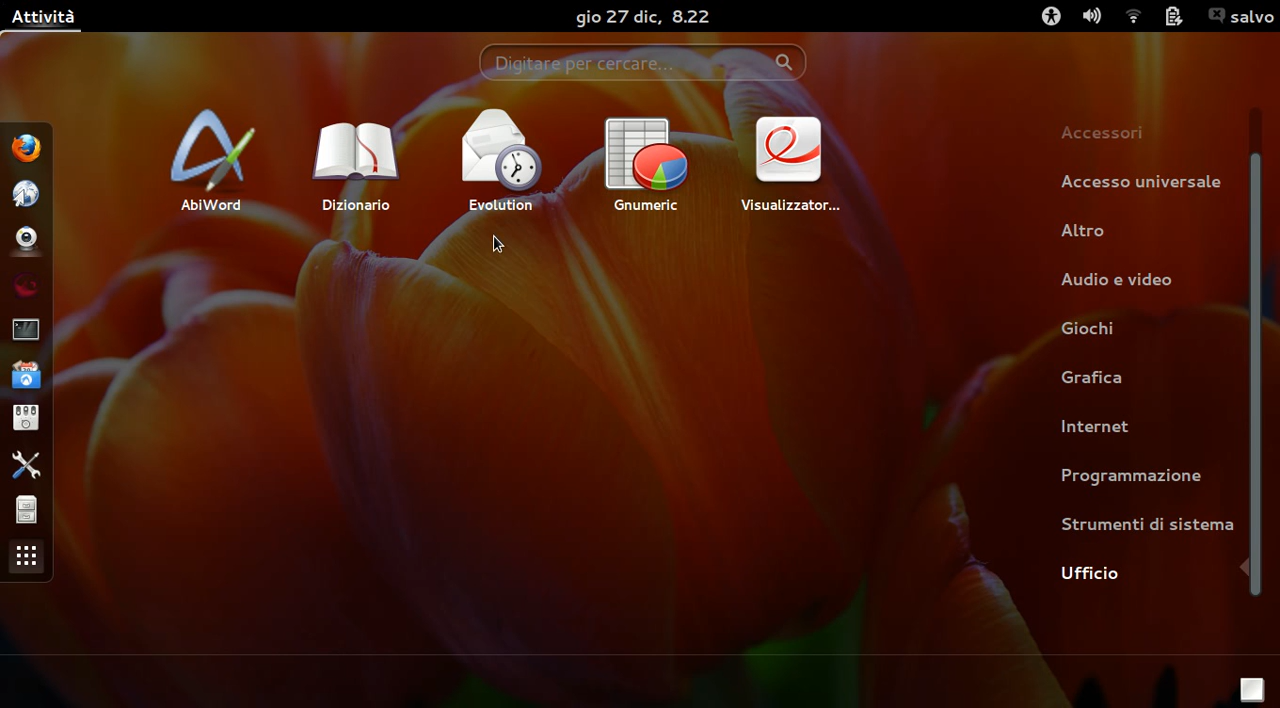 Attività
gio 27 dic, 8.22
salvo
Digitare per cercare...
AbiWord
Dizionario
Evolution
Gnumeric
Visualizzator...
Accessori
Accesso universale
Altro
Audio e video
Giochi
Grafica
Internet
Programmazione
Strumenti di sistema
Ufficio